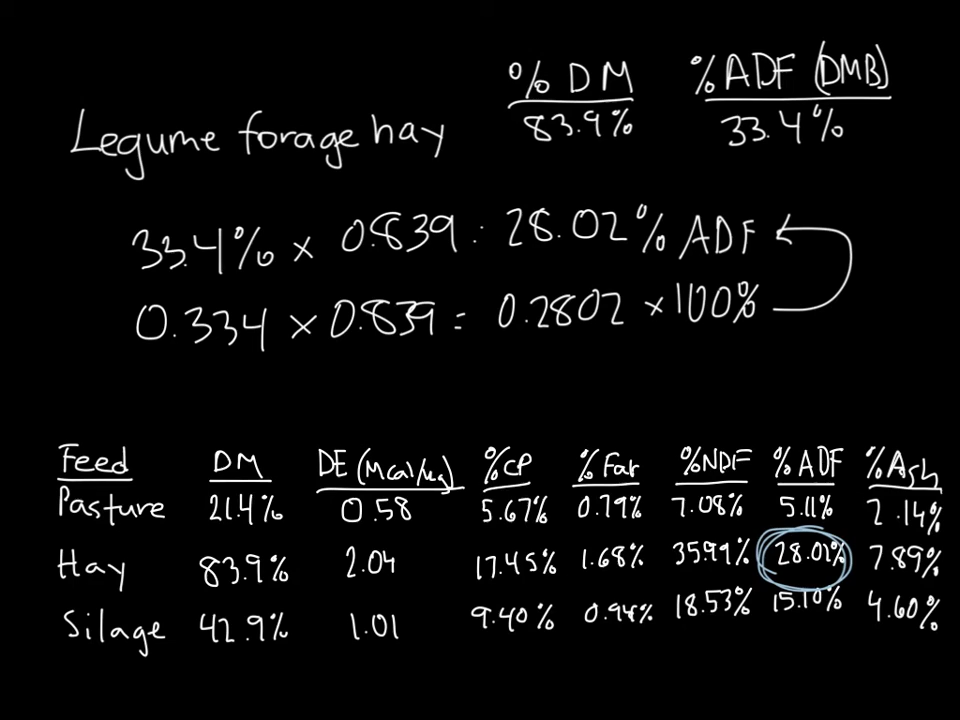 % DM %ADF (DMB)
Legume forage hay 83.9% 33.4%
33.4% x 0.839 = 28.02% ADF
0.334 x 0.839 = 0.2802 x 100%
Feed DM DE (Mcal/kg) %CP %Fat %NDF %ADF %Ash
Pasture 21.4% 0.58 5.67% 0.79% 7.08% 5.11% 2.14%
Hay 83.9% 2.04 17.45% 1.68% 35.99% 28.02% 7.89%
Silage 42.9% 1.01 9.40% 0.94% 18.53% 15.10% 4.60%